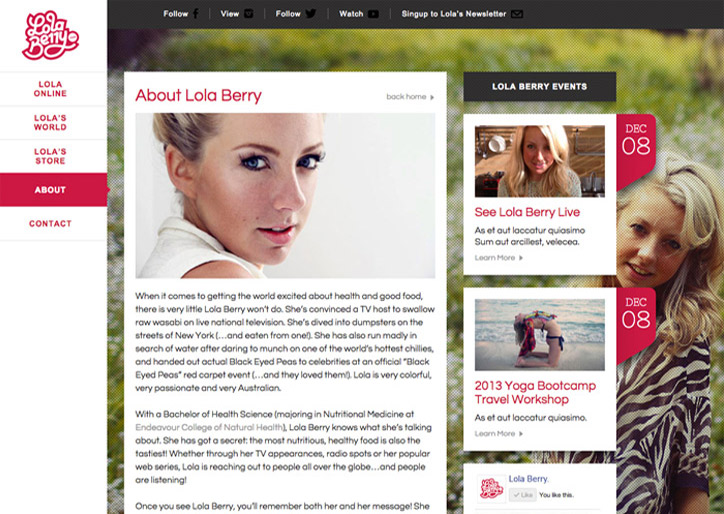 Lola
Berry
Follow
View
Follow
Watch
Singup to Lola's Newsletter
LOLA
ONLINE
LOLA'S
WORLD
LOLA'S
STORE
ABOUT
CONTACT
About Lola Berry
back home
When it comes to getting the world excited about health and good food,
there is very little Lola Berry won't do. She's convinced a TV host to swallow
raw wasabi on live national television. She's dived into dumpsters on the
streets of New York (…and eaten from one!). She has also run madly in
search of water after daring to munch on one of the world's hottest chillies,
and handed out actual Black Eyed Peas to celebrities at an official "Black
Eyed Peas" red carpet event (…and they loved them!). Lola is very colorful,
very passionate and very Australian.
With a Bachelor of Health Science (majoring in Nutritional Medicine at
Endeavour College of Natural Health), Lola Berry knows what she's talking
about. She has got a secret: the most nutritious, healthy food is also the
tastiest! Whether through her TV appearances, radio spots or her popular
web series, Lola is reaching out to people all over the globe…and people
are listening!
Once you see Lola Berry, you'll remember both her and her message! She
LOLA BERRY EVENTS
DEC
08
See Lola Berry Live
As et aut laccatur quiasimo
Sum aut arcillest, velecea.
Learn More
DEC
08
2013 Yoga Bootcamp
Travel Workshop
As et aut laccatur quiasimo.
Learn More
Lola Berry.
Like You like this.